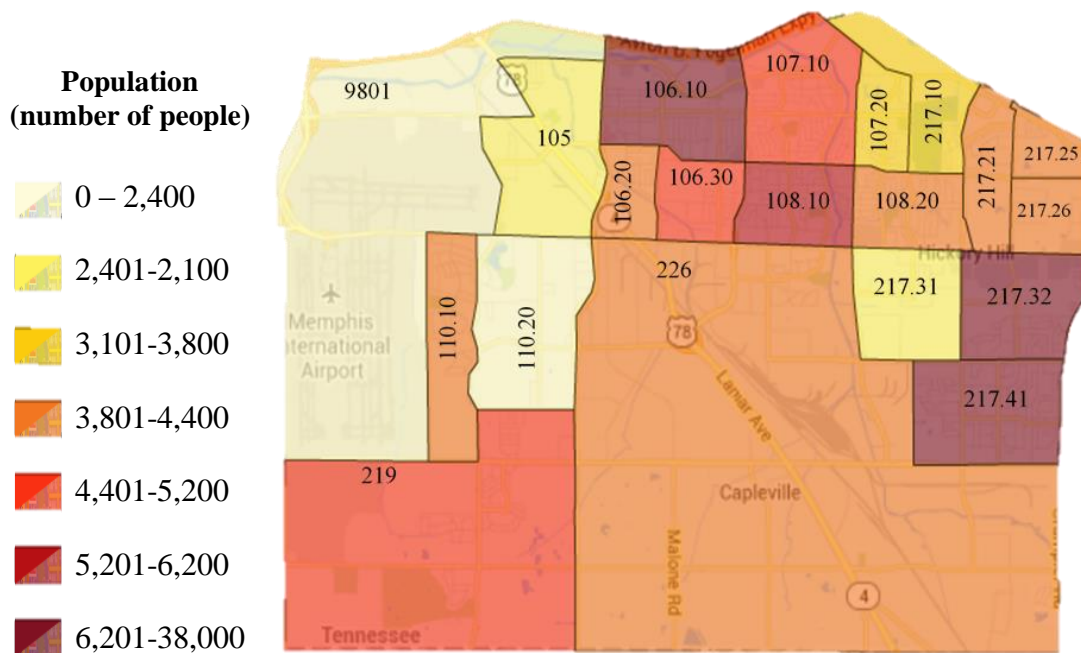 Population
(number of people)
0 – 2,400
2,401-2,100
3,101-3,800
3,801-4,400
4,401-5,200
5,201-6,200
6,201-38,000
Avron B. Fogelman Expy
9801
78
105
106.10
107.10
107.20
217.10
217.25
217.21
217.26
106.20
106.30
108.10
108.20
Hickory Hill
226
217.31
217.32
110.10
110.20
Memphis
International
Airport
78
217.41
Lamar Ave
219
Capleville
Malone Rd
4
Tennessee